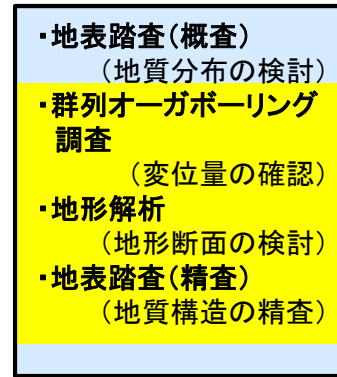 ・地表踏査(概査)
(地質分布の検討)
・群列オーガボーリング
調査
(変位量の確認)
・地形解析
(地形断面の検討)
・地表踏査(精査)
(地質構造の精査)